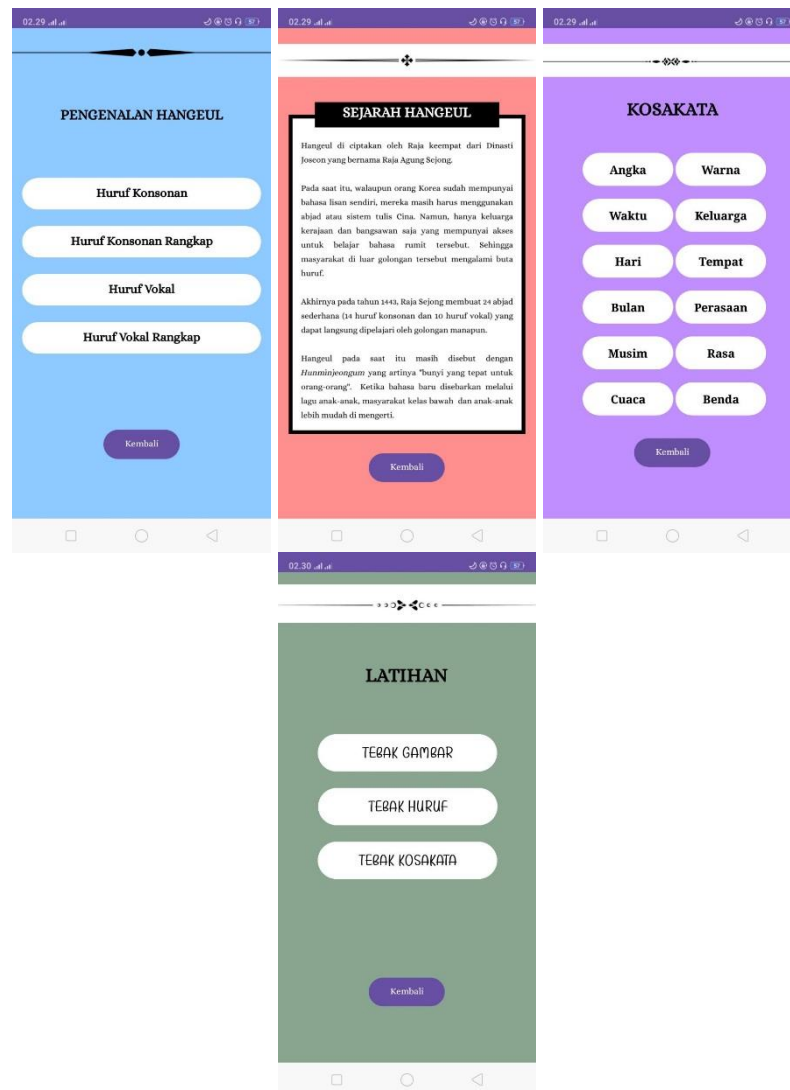 02.29
PENGENALAN HANGEUL
Huruf Konsonan
Huruf Konsonan Rangkap
Huruf Vokal
Huruf Vokal Rangkap
Kembali
02.29
SEJARAH HANGEUL
Hangeul di ciptakan oleh Raja keempat dari Dinasti
Joseon yang bernama Raja Agung Sejong.
Pada saat itu, walaupun orang Korea sudah mempunyai
bahasa lisan sendiri, mereka masih harus menggunakan
abjad atau sistem tulis Cina. Namun, hanya keluarga
kerajaan dan bangsawan saja yang mempunyai akses
untuk belajar bahasa rumit tersebut. Sehingga
masyarakat di luar golongan tersebut mengalami buta
huruf.
Akhirnya pada tahun 1443, Raja Sejong membuat 24 abjad
sederhana (14 huruf konsonan dan 10 huruf vokal) yang
dapat langsung dipelajari oleh golongan manapun.
Hangeul pada saat itu masih disebut dengan
Hunminjeongum yang artinya "bunyi yang tepat untuk
orang-orang". Ketika bahasa baru disebarkan melalui
lagu anak-anak, masyarakat kelas bawah dan anak-anak
lebih mudah di mengerti.
Kembali
02.29
KOSAKATA
Angka Warna
Waktu Keluarga
Hari Tempat
Bulan Perasaan
Musim Rasa
Cuaca Benda
Kembali
02.30
LATIHAN
TEBAK GAMBAR
TEBAK HURUF
TEBAK KOSAKATA
Kembali